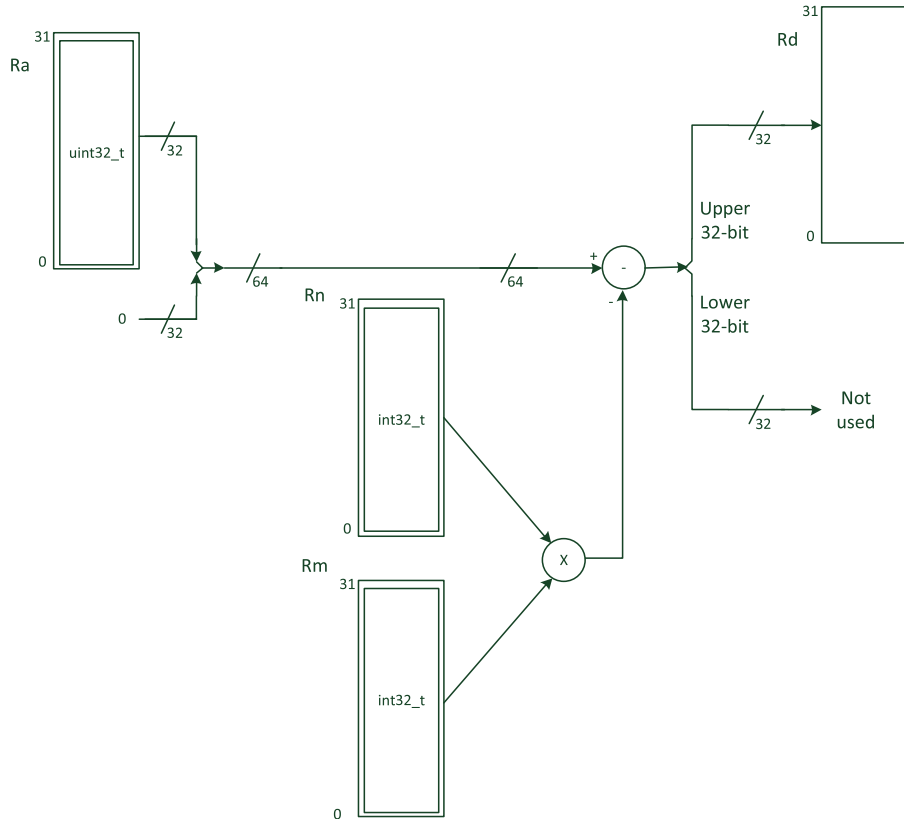 31
Rd
31
Ra
32
32
uint32_t
Upper
32-bit
0
0
+
-
64
64
Rn
31
-
Lower
32-bit
0
32
int32_t
Not
used
32
0
X
Rm
31
int32_t
0